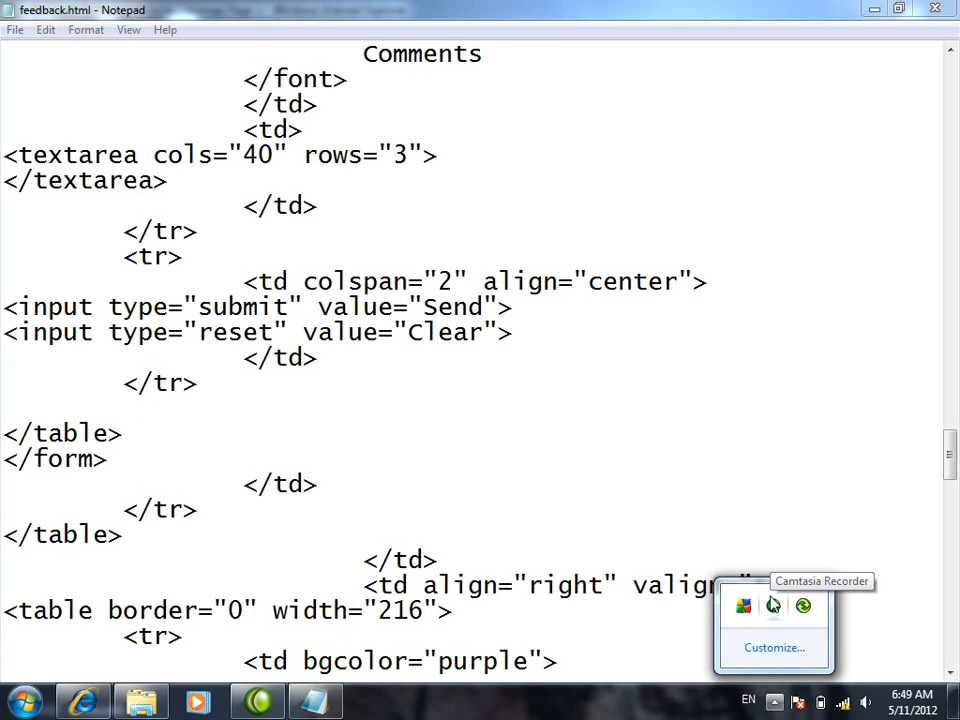 feedback.html - Notepad
File Edit Format View Help
Comments
</font>
</td>
<td>
<textarea cols="40" rows="3">
</textarea>
</td>
</tr>
<tr>
<td colspan="2" align="center">
<input type="submit" value="Send">
<input type="reset" value="Clear">
</td>
</tr>
</table>
</form>
</td>
</tr>
</table>
</td>
<td align="right" valign="
Camtasia Recorder
<table border="0" width="216">
<tr>
Customize...
<td bgcolor="purple">
EN
6:49 AM
5/11/2012